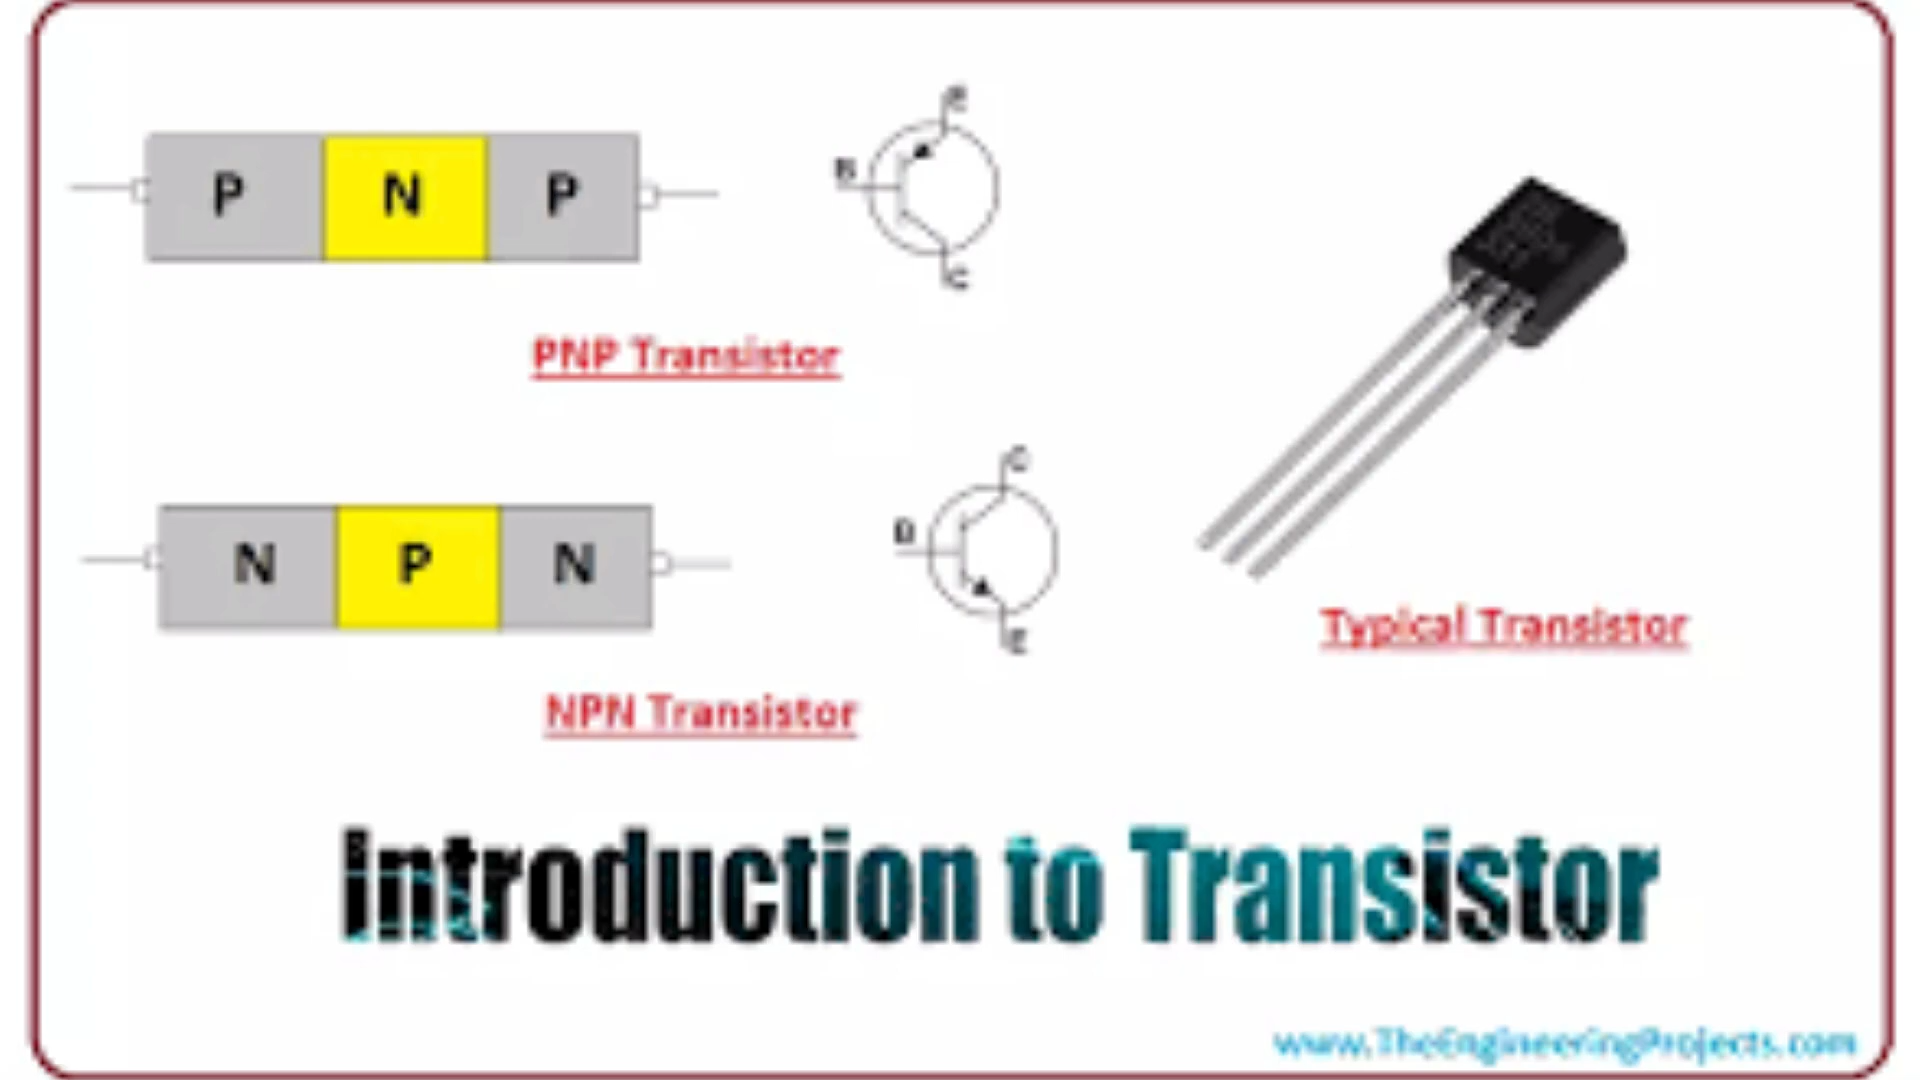 E
P N P
B
C
PNP Transistor
C
N P N
B
E
NPN Transistor
Typical Transistor
Introduction to Transistor
www.TheEngineeringProjects.com